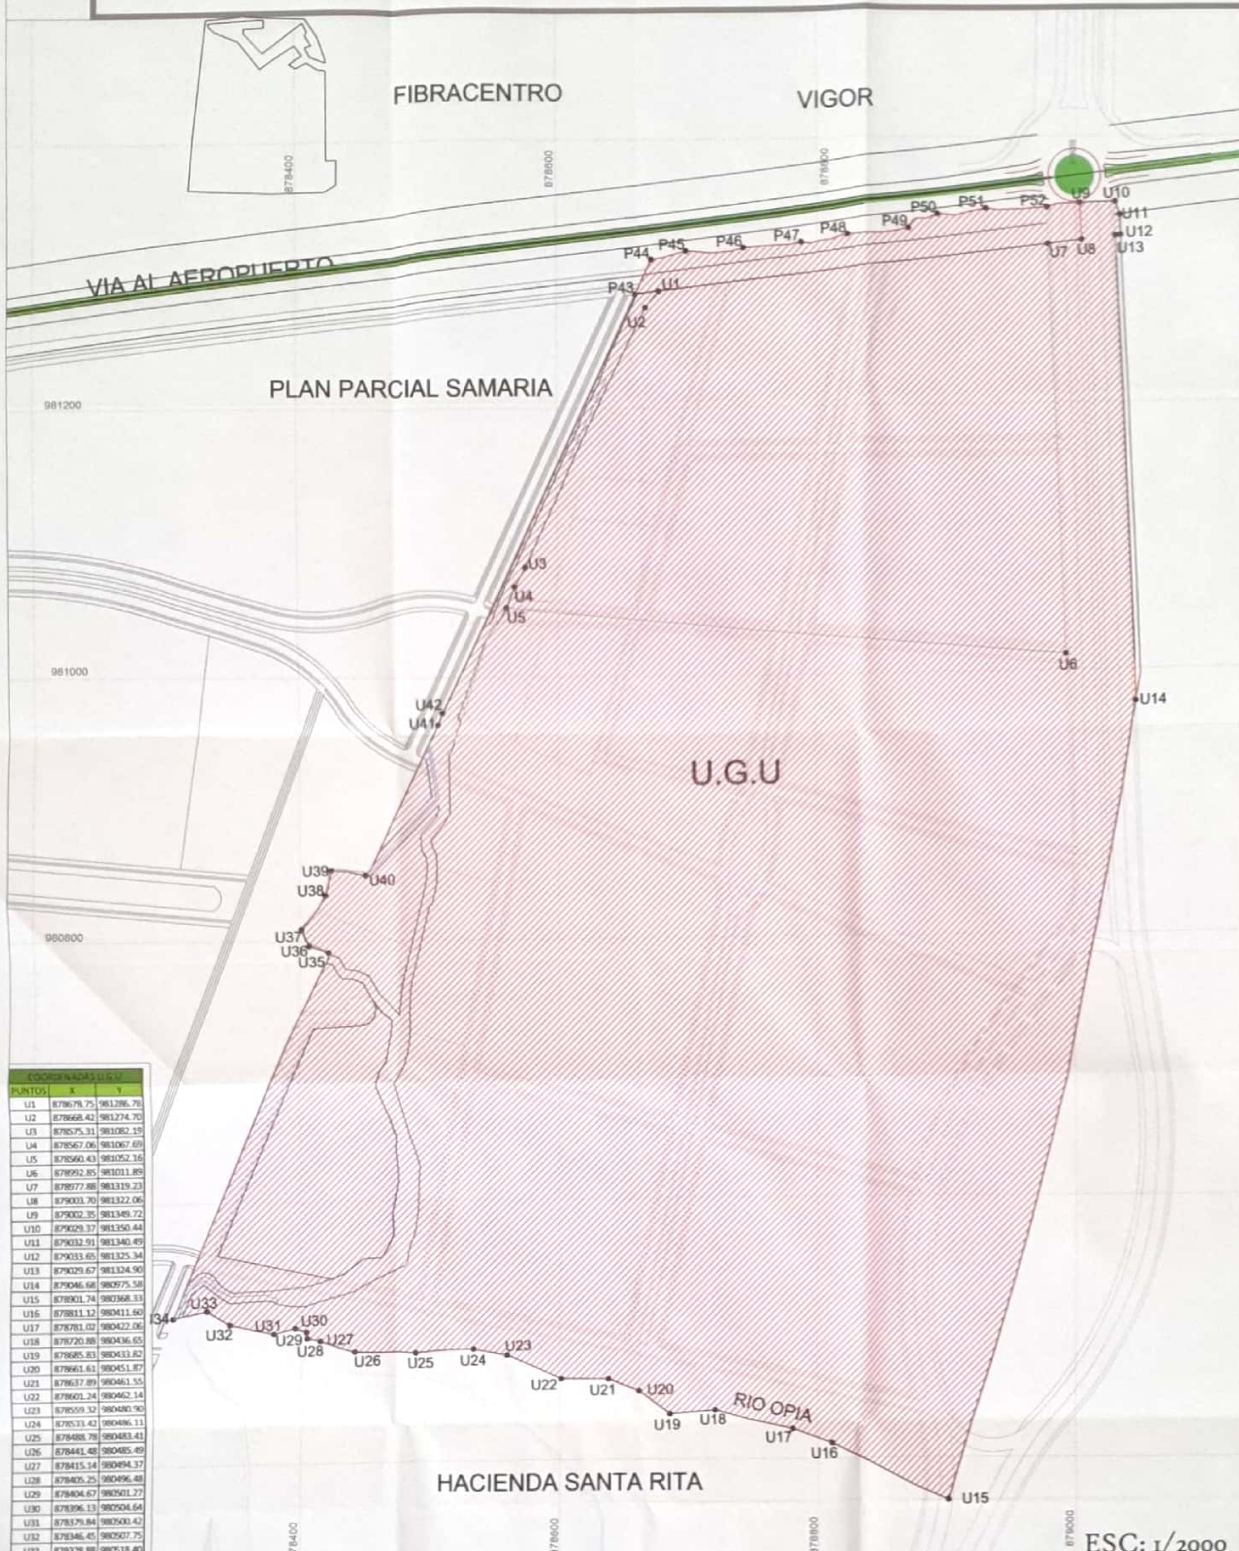 FIBRACENTRO
VIGOR
878400
878600
878800
U9
U10
P52
P51
P50
P49
P48
P47
P46
P45
P44
P43
U11
U12
U13
U8
U7
U1
U2
VIA AL AEROPUERTO
PLAN PARCIAL SAMARIA
981200
U3
U4
U5
U6
981000
U42
U41
U14
U.G.U
U39
U40
U38
U37
U36
U35
980800
COORDENADAS U.G.U
PUNTOS X Y
U1 878678.75 981286.78
U2 878668.42 981274.70
U3 878575.31 981082.19
U4 878567.06 981067.69
U5 878560.43 981052.16
U6 878992.85 981011.89
U7 878977.88 981319.23
U8 879003.70 981322.06
U9 879002.35 981349.72
U10 879029.37 981350.44
U11 879032.91 981340.49
U12 879033.65 981325.34
U13 879029.67 981324.90
U14 879046.68 980975.58
U15 878901.74 980368.33
U16 878811.12 980411.60
U17 878781.02 980422.06
U18 878720.88 980436.65
U19 878685.83 980433.82
U20 878661.61 980451.87
U21 878637.89 980461.55
U22 878601.24 980462.14
U23 878559.32 980480.90
U24 878533.42 980486.11
U25 878488.78 980483.41
U26 878441.48 980485.49
U27 878415.14 980494.37
U28 878405.25 980496.48
U29 878404.67 980501.27
U30 878396.13 980504.64
U31 878379.84 980500.42
U32 878346.45 980507.75
U33
U32
U31
U30
U29
U28
U27
U26
U25
U24
U23
U22
U21
U20
U19
U18
RIO OPIA
U17
U16
U15
HACIENDA SANTA RITA
878600
878800
879000
ESC: 1/2000